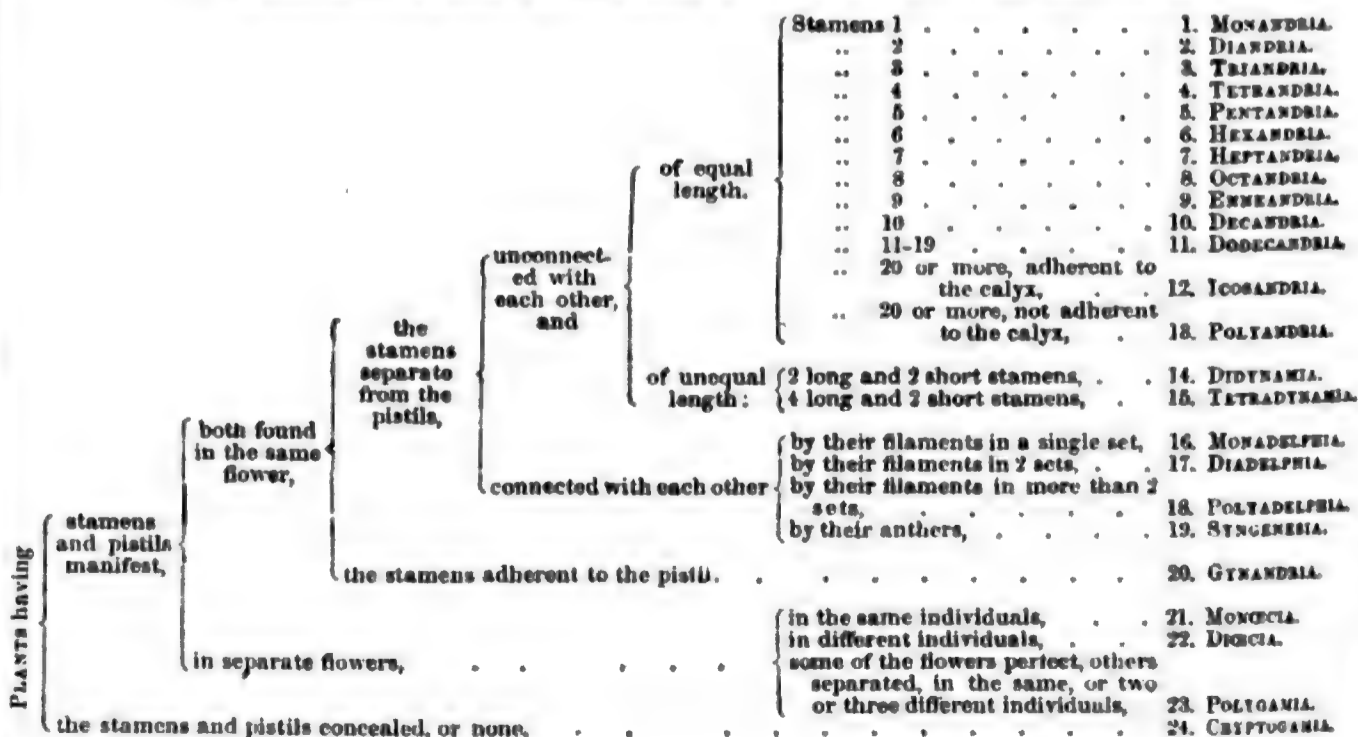 Stamens 1 . . . . . 1. MONANDRIA.
,, 2 . . . . . 2. DIANDRIA.
,, 3 . . . . . 3. TRIANDRIA.
,, 4 . . . . . 4. TETRANDRIA.
,, 5 . . . . . 5. PENTANDRIA.
,, 6 . . . . . 6. HEXANDRIA.
,, 7 . . . . . 7. HEPTANDRIA.
,, 8 . . . . . 8. OCTANDRIA.
,, 9 . . . . . 9. ENNEANDRIA.
,, 10 . . . . . 10. DECANDRIA.
,, 11-19 . . . . 11. DODECANDRIA.
,, 20 or more, adherent to
the calyx, . . 12. ICOSANDRIA.
,, 20 or more, not adherent
to the calyx, . 13. POLYANDRIA.
of equal
length.
unconnect-
ed with
each other,
and
of unequal
length:
2 long and 2 short stamens, . . 14. DIDYNAMIA.
4 long and 2 short stamens, . 15. TETRADYNAMIA.
the
stamens
separate
from the
pistils,
connected with each other
by their filaments in a single set, 16. MONADELPHIA.
by their filaments in 2 sets, . . 17. DIADELPHIA.
by their filaments in more than 2
sets, . . . . . 18. POLYADELPHIA.
by their anthers, . . . . 19. SYNGENESIA.
both found
in the same
flower,
the stamens adherent to the pistil. . . . . . . . 20. GYNANDRIA.
PLANTS having
stamens
and pistils
manifest,
in separate flowers, . . . . .
in the same individuals, . . 21. MONŒCIA.
in different individuals, . . 22. DIŒCIA.
some of the flowers perfect, others
separated, in the same, or two
or three different individuals, 23. POLYGAMIA.
the stamens and pistils concealed, or none, . . . . . . . . . . 24. CRYPTOGAMIA.